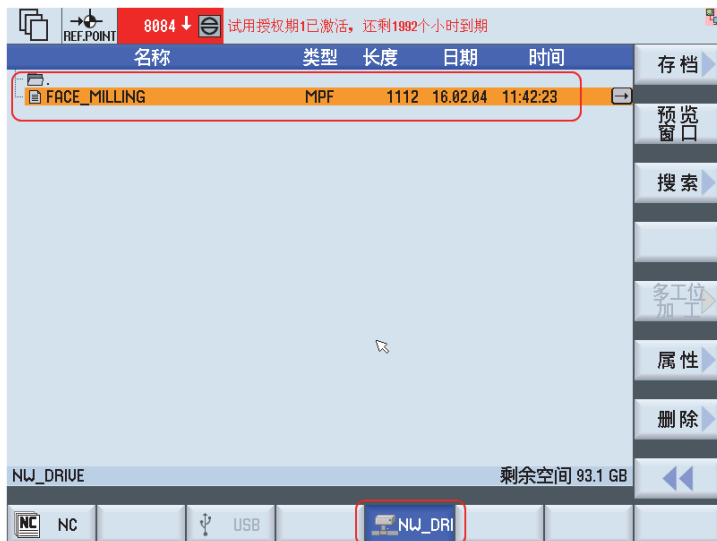 REF.POINT 8084 试用授权期1已激活，还剩1992个小时到期
名称 类型 长度 日期 时间
.
FACE_MILLING MPF 1112 16.02.04 11:42:23
存档
预览
窗口
搜索
多工位
加工
属性
删除
NW_DRIVE 剩余空间 93.1 GB
NC NC USB NW_DRI